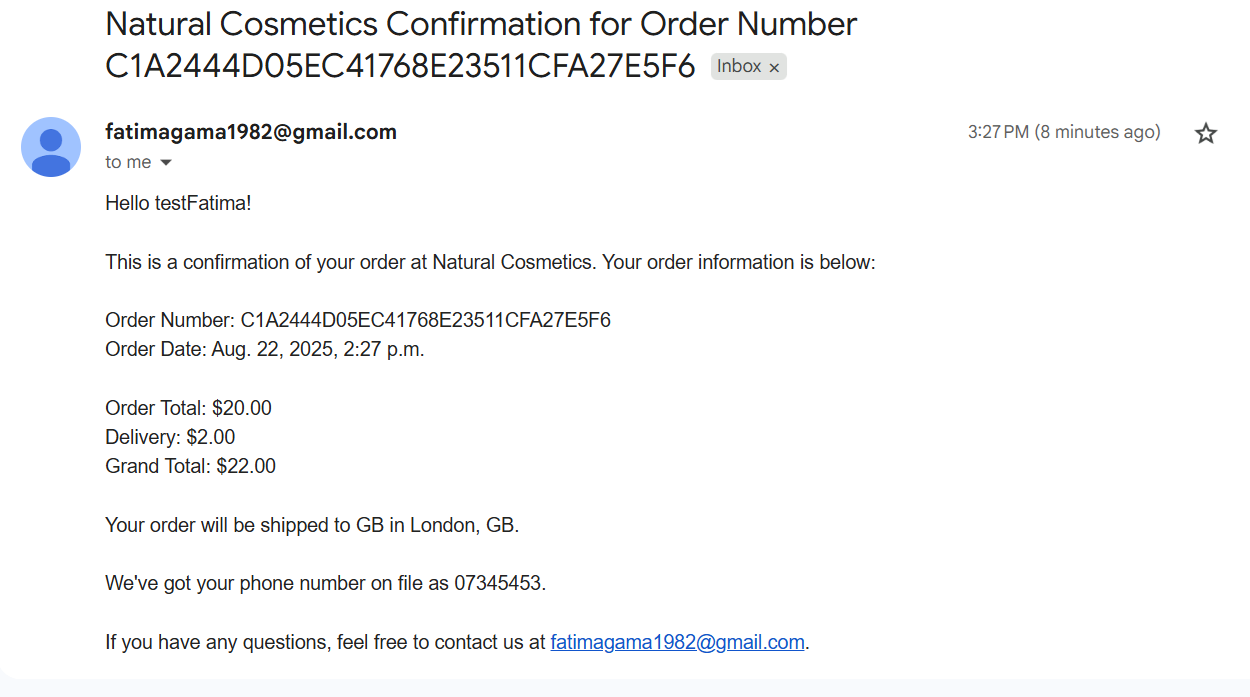 Natural Cosmetics Confirmation for Order Number
C1A2444D05EC41768E23511CFA27E5F6 Inbox ×
fatimagama1982@gmail.com 3:27 PM (8 minutes ago)
to me
Hello testFatima!
This is a confirmation of your order at Natural Cosmetics. Your order information is below:
Order Number: C1A2444D05EC41768E23511CFA27E5F6
Order Date: Aug. 22, 2025, 2:27 p.m.
Order Total: $20.00
Delivery: $2.00
Grand Total: $22.00
Your order will be shipped to GB in London, GB.
We've got your phone number on file as 07345453.
If you have any questions, feel free to contact us at fatimagama1982@gmail.com.